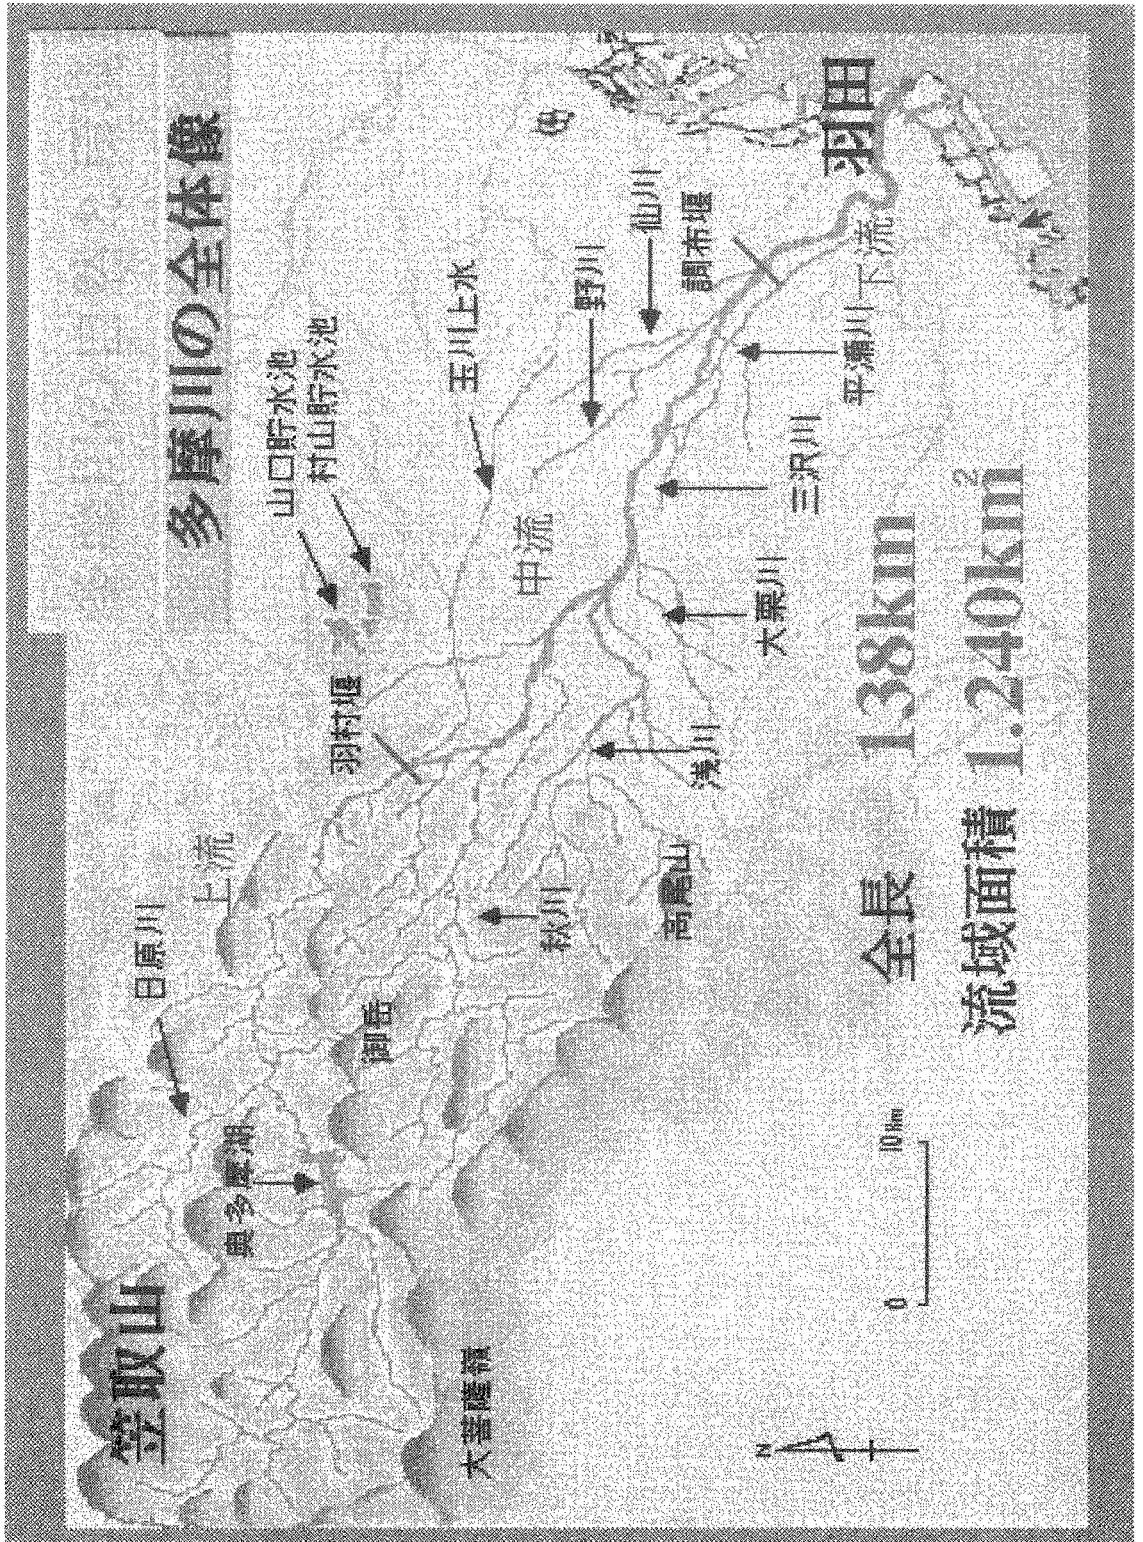 多摩川の全体像
笠取山
日原川
上流
奥多摩湖
御岳
大菩薩嶺
山口貯水池
村山貯水池
羽村堰
玉川上水
中流
野川
仙川
調布堰
羽田
下流
平瀬川
三沢川
大栗川
浅川
秋川
高尾山
全長 138km
流域面積 1.240km²
N
0 10Km